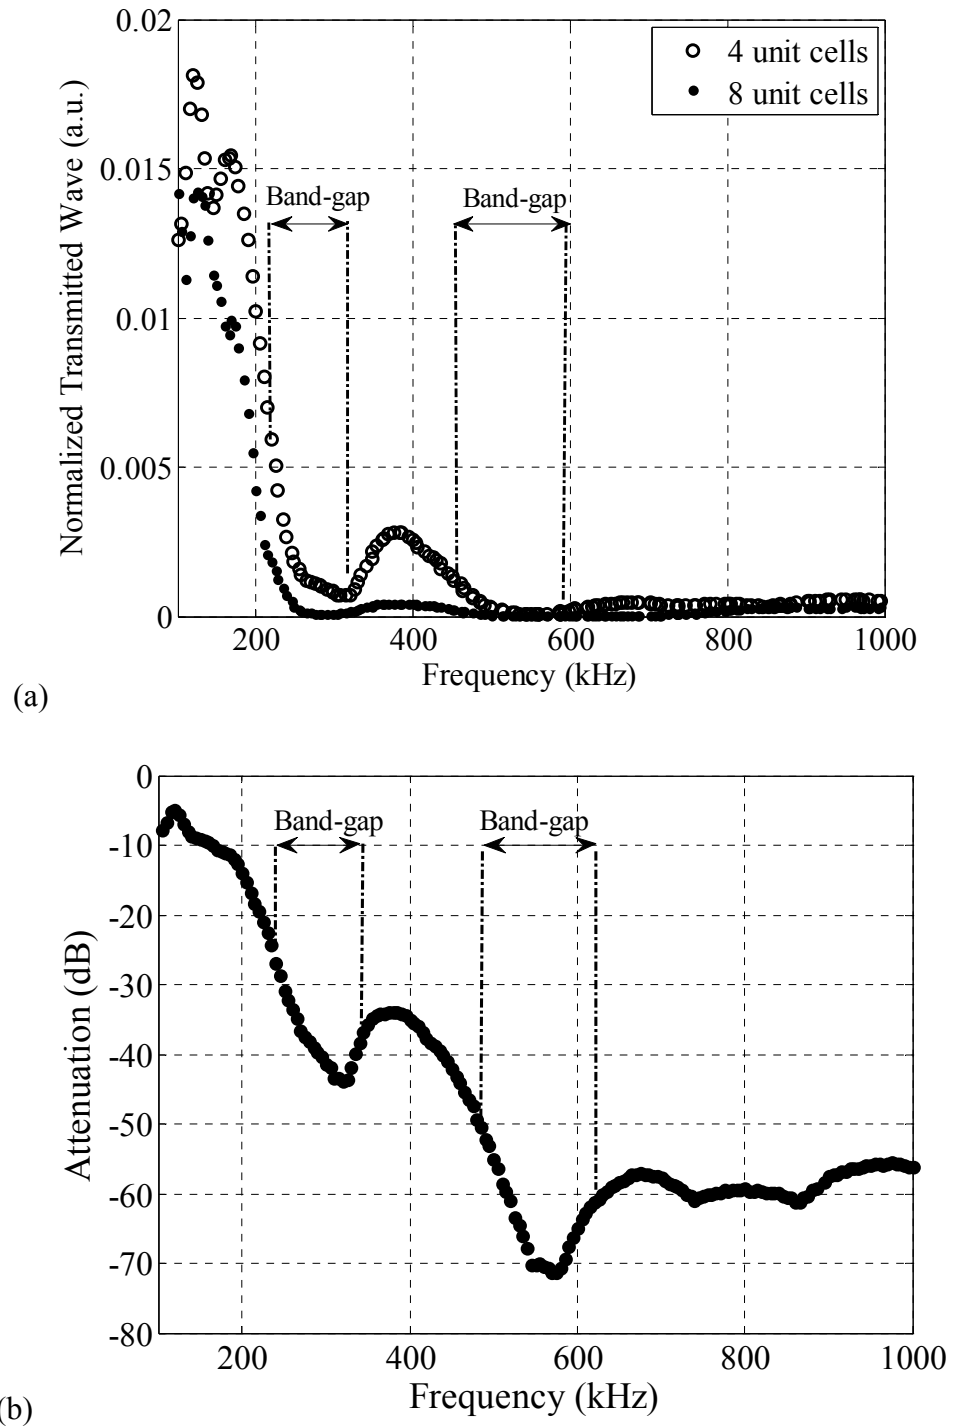 0.02
4 unit cells
8 unit cells
Normalized Transmitted Wave (a.u.)
0.015
Band-gap
Band-gap
0.01
0.005
0
200
400
600
800
1000
Frequency (kHz)
(a)
0
Band-gap
Band-gap
-10
-20
-30
-40
Attenuation (dB)
-50
-60
-70
-80
200
400
600
800
1000
Frequency (kHz)
(b)